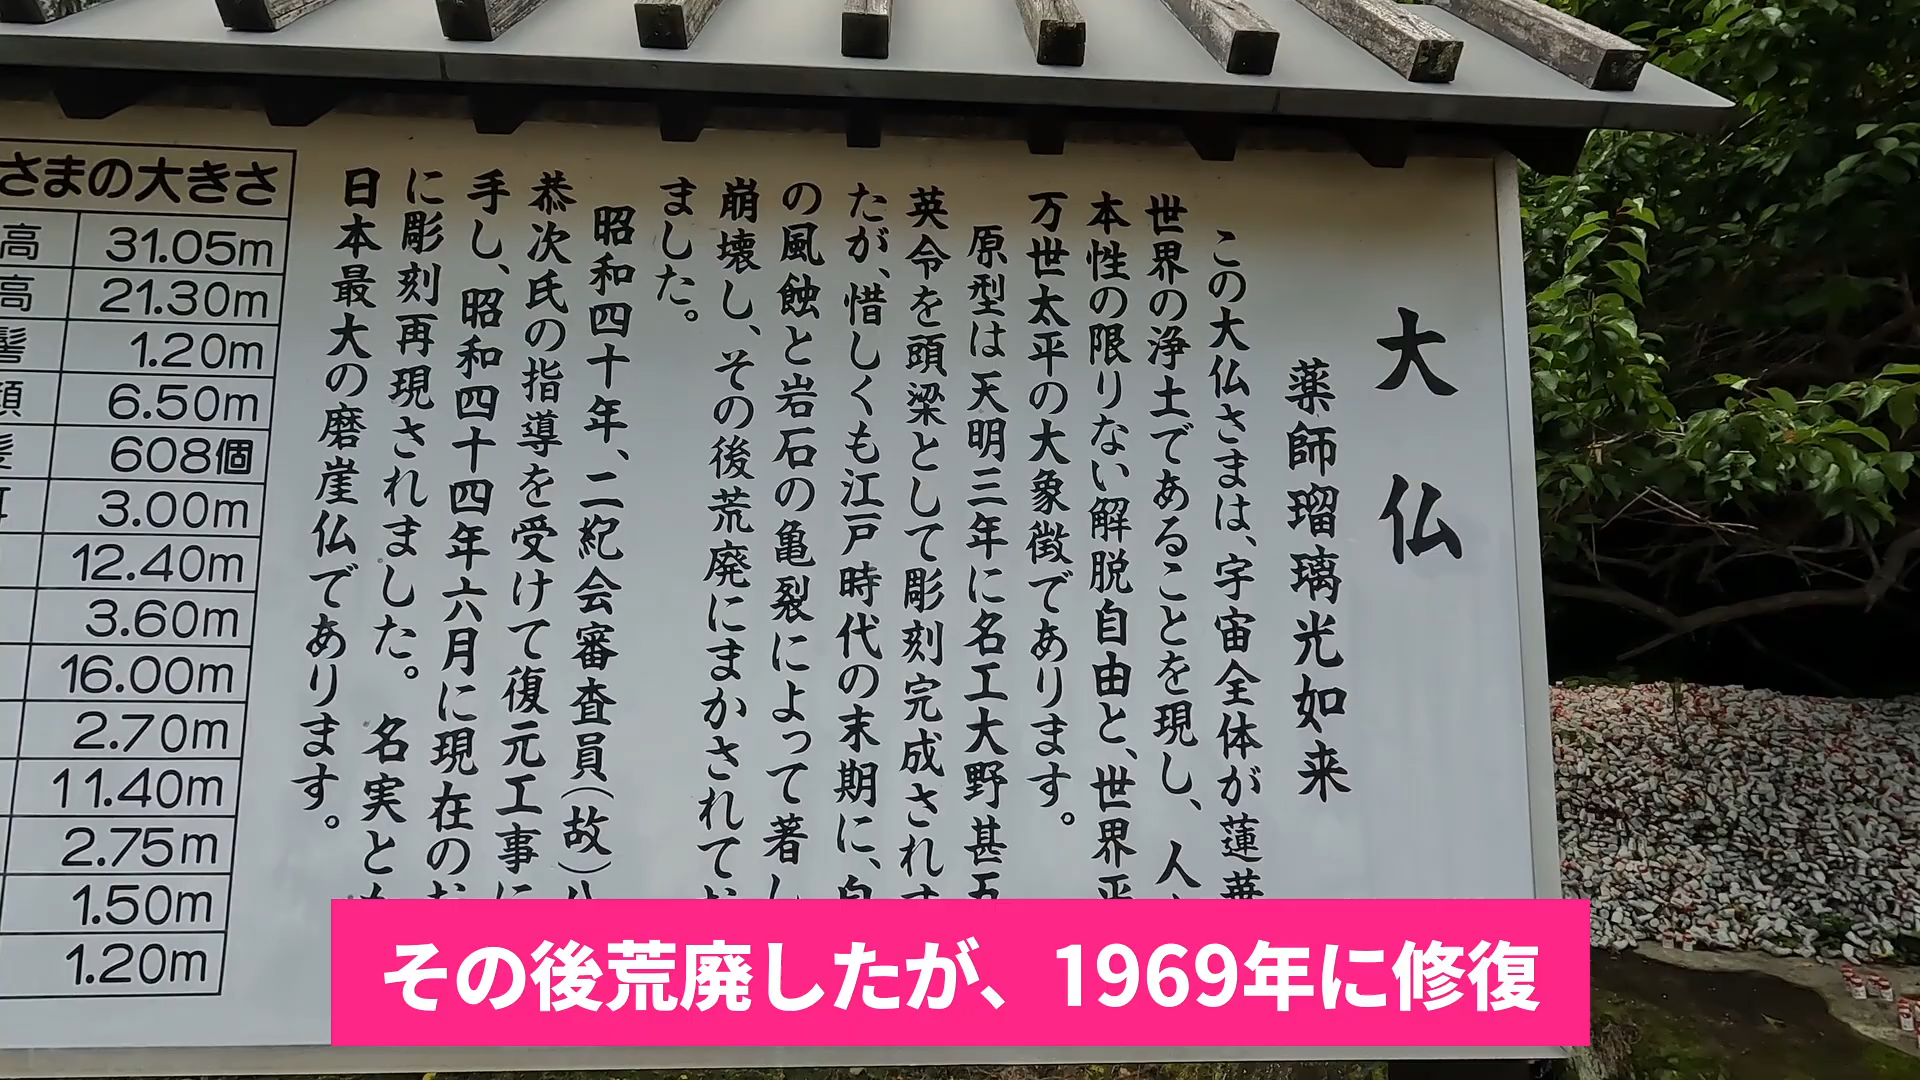 大仏
薬師瑠璃光如来
この大仏さまは、宇宙全体が蓮華
世界の浄土であることを現し、人
本性の限りない解脱自由と、世界平
万世太平の大象徴であります。
原型は天明三年に名工大野甚五
英令を頭梁として彫刻完成されま
たが、惜しくも江戸時代の末期に、自
の風蝕と岩石の亀裂によって著し
崩壊し、その後荒廃にまかされてお
ました。
昭和四十年、二紀会審査員(故)八
恭次氏の指導を受けて復元工事に
手し、昭和四十四年六月に現在の
に彫刻再現されました。名実と
日本最大の磨崖仏であります。
さまの大きさ
高 31.05m
高 21.30m
1.20m
6.50m
608個
3.00m
12.40m
3.60m
16.00m
2.70m
11.40m
2.75m
1.50m
1.20m
その後荒廃したが、1969年に修復